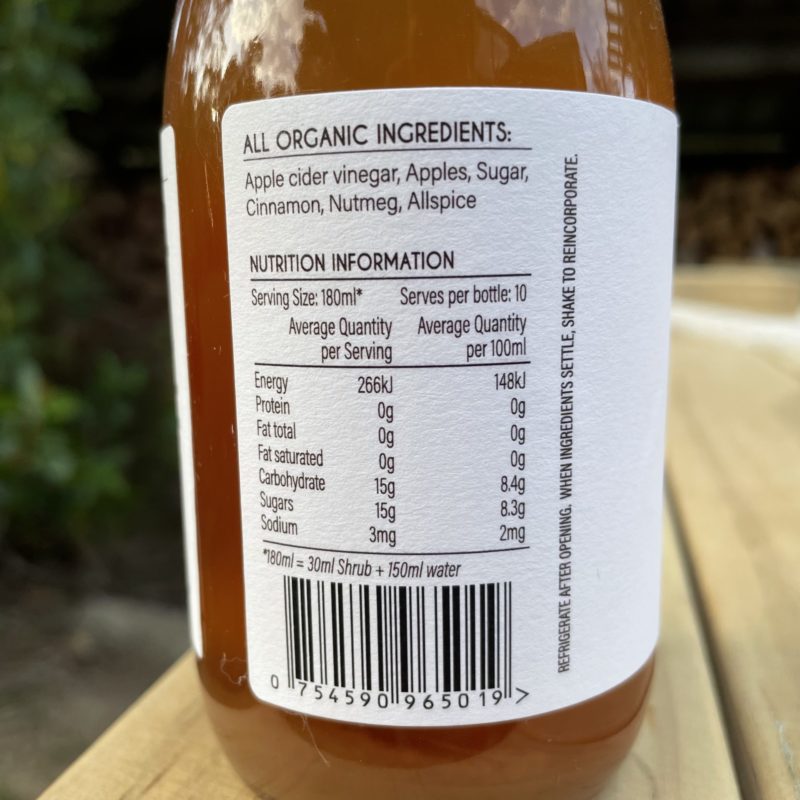 ALL ORGANIC INGREDIENTS:
Apple cider vinegar, Apples, Sugar,
Cinnamon, Nutmeg, Allspice
NUTRITION INFORMATION
Serving Size: 180ml* Serves per bottle: 10
Average Quantity per Serving Average Quantity per 100ml
Energy 266kJ 148kJ
Protein 0g 0g
Fat total 0g 0g
Fat saturated 0g 0g
Carbohydrate 15g 8.4g
Sugars 15g 8.3g
Sodium 3mg 2mg
*180ml = 30ml Shrub + 150ml water
0 754590 965019 >
REFRIGERATE AFTER OPENING. WHEN INGREDIENTS SETTLE, SHAKE TO REINCORPORATE.